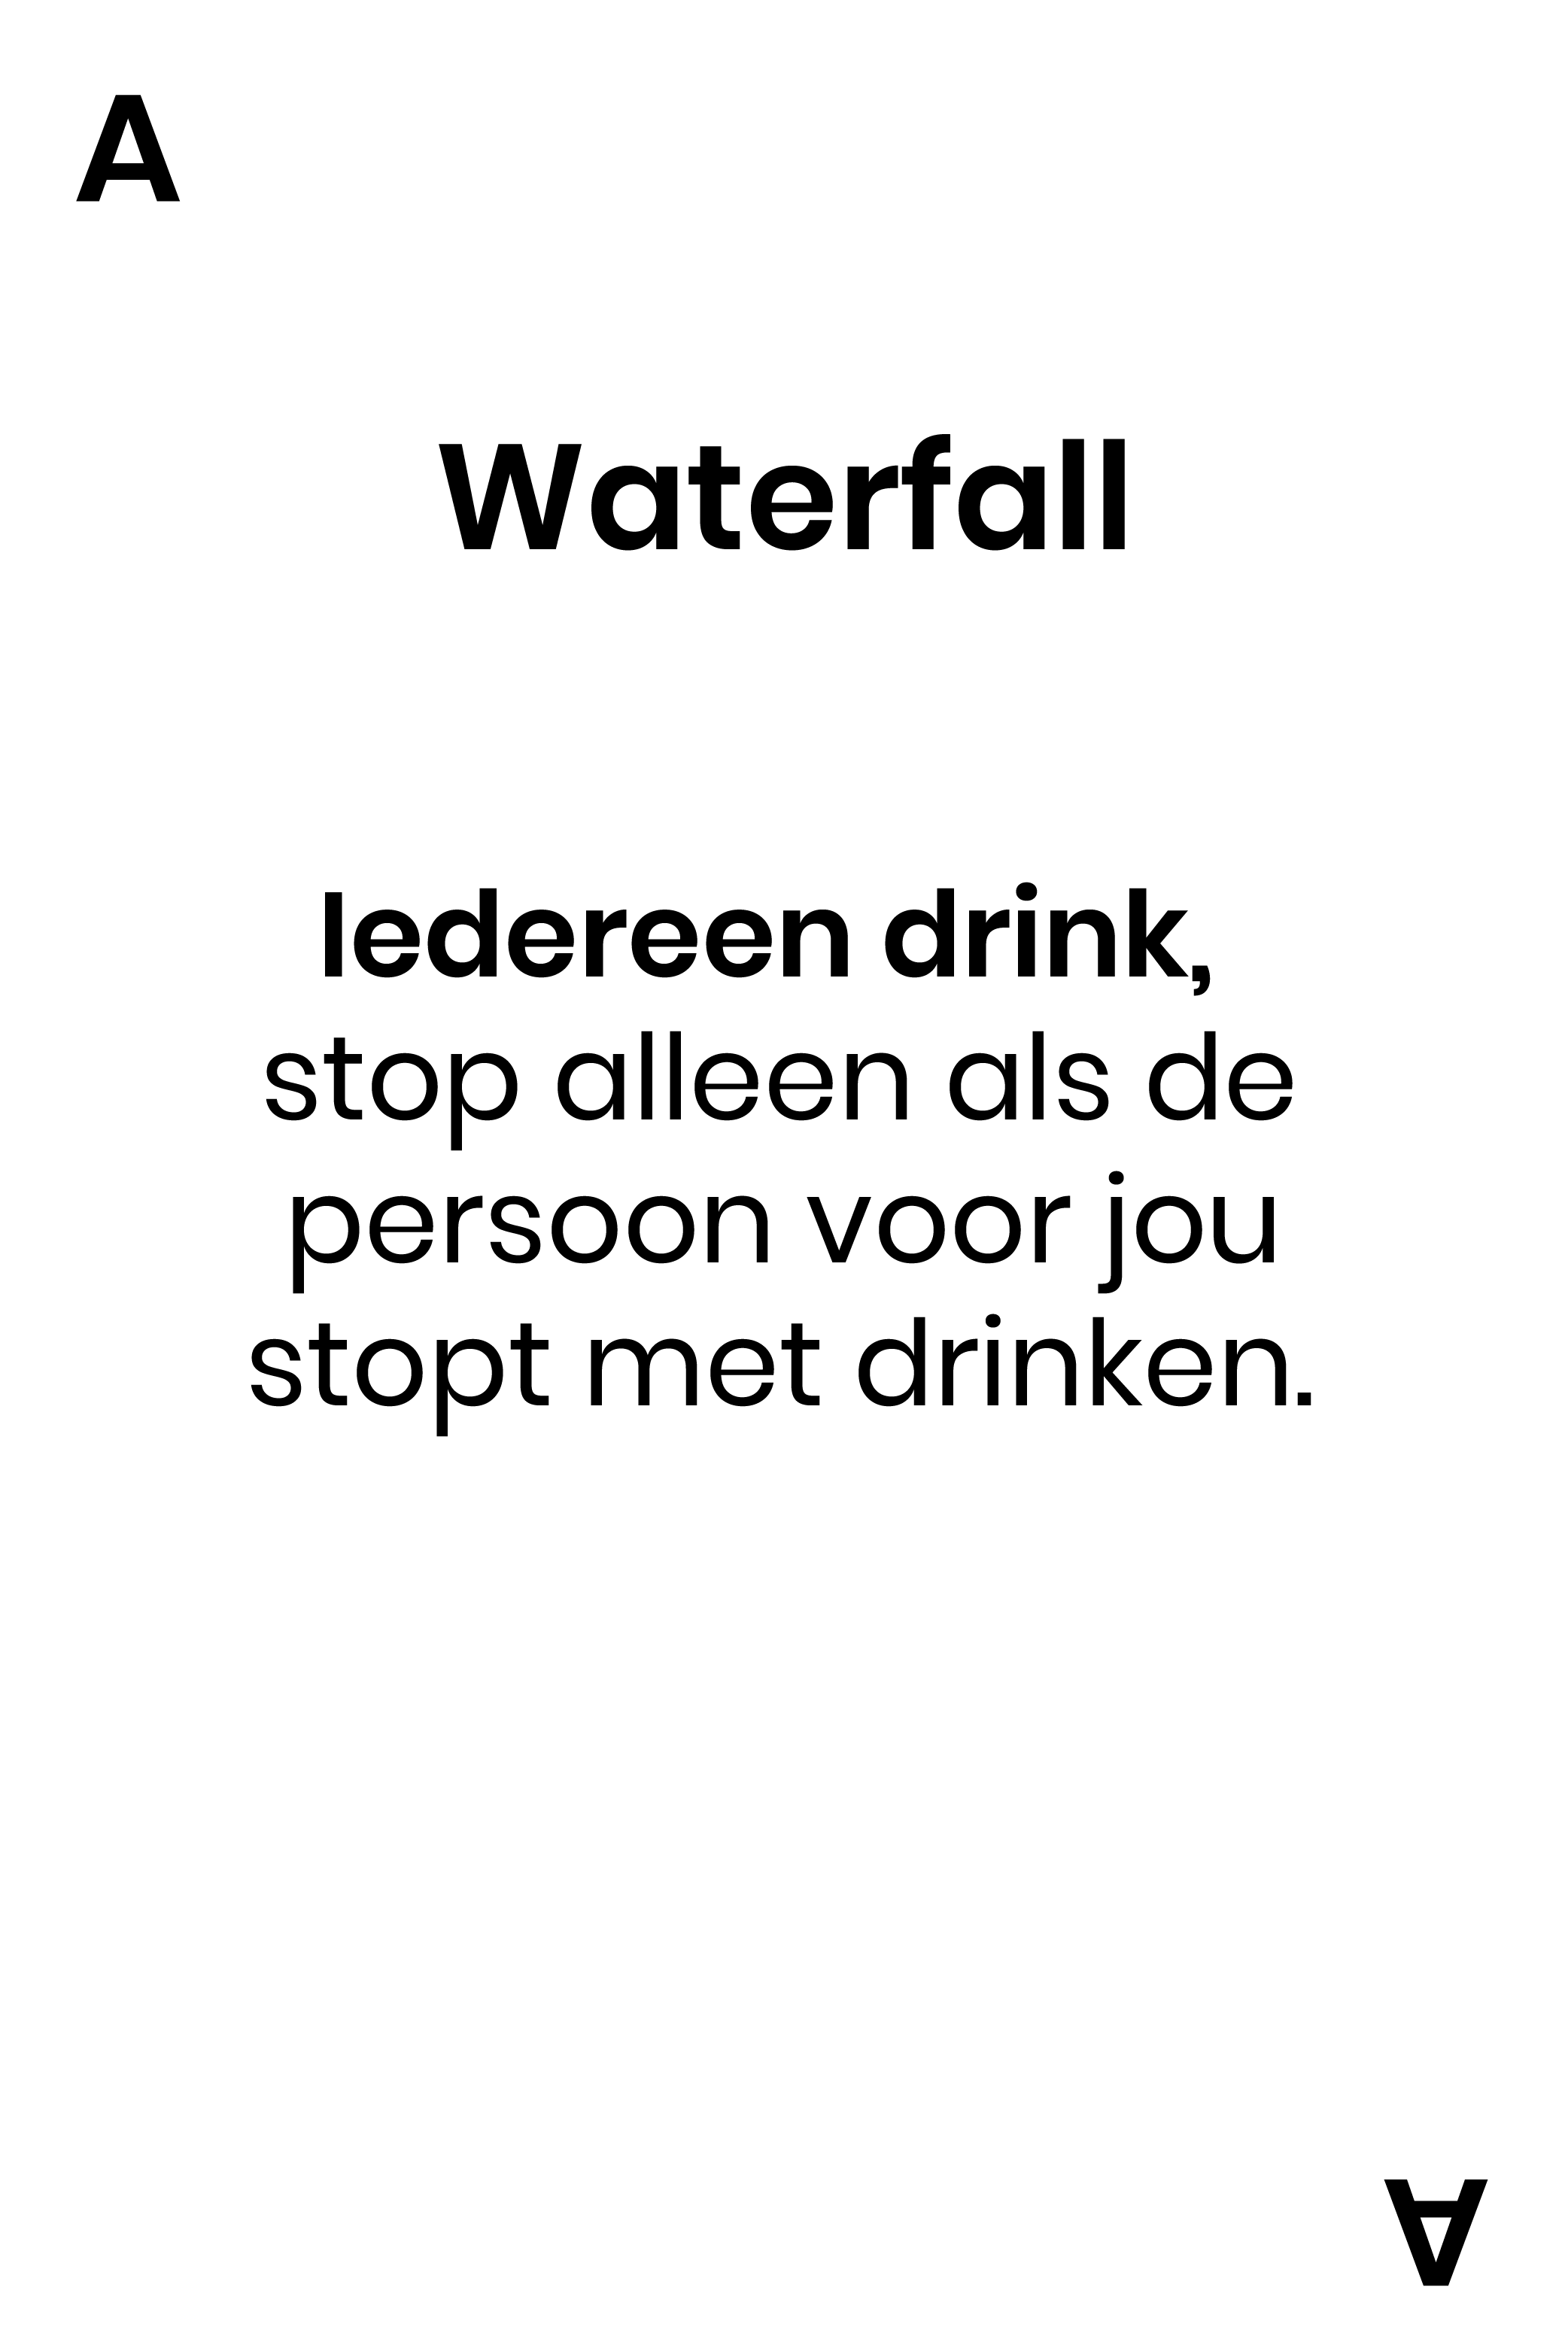 A
Waterfall
Iedereen drink,
stop alleen als de
persoon voor jou
stopt met drinken.
A